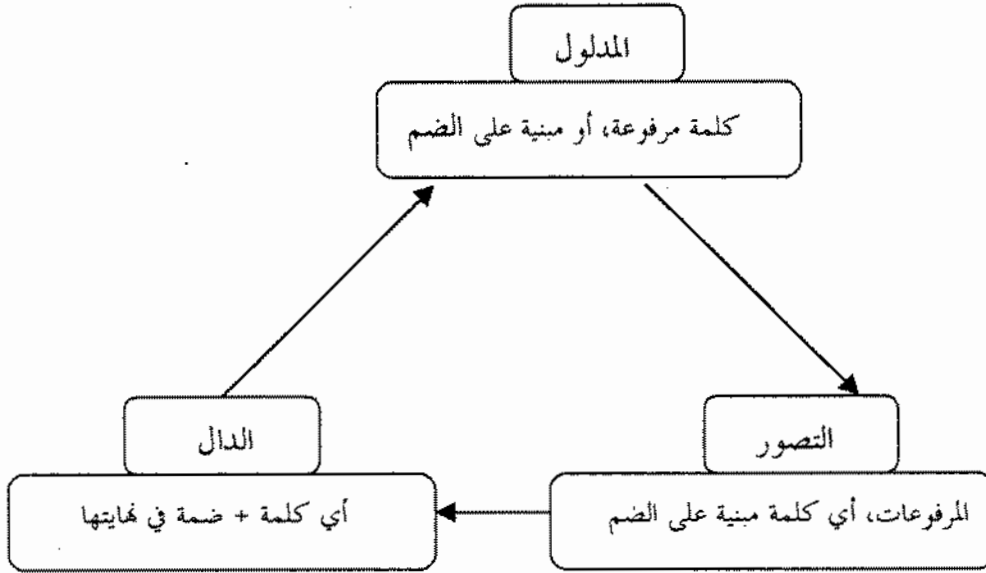 المدلول
كلمة مرفوعة، أو مبنية على الضم
التصور
المرفوعات، أي كلمة مبنية على الضم
الدال
أي كلمة + ضمة في نهايتها